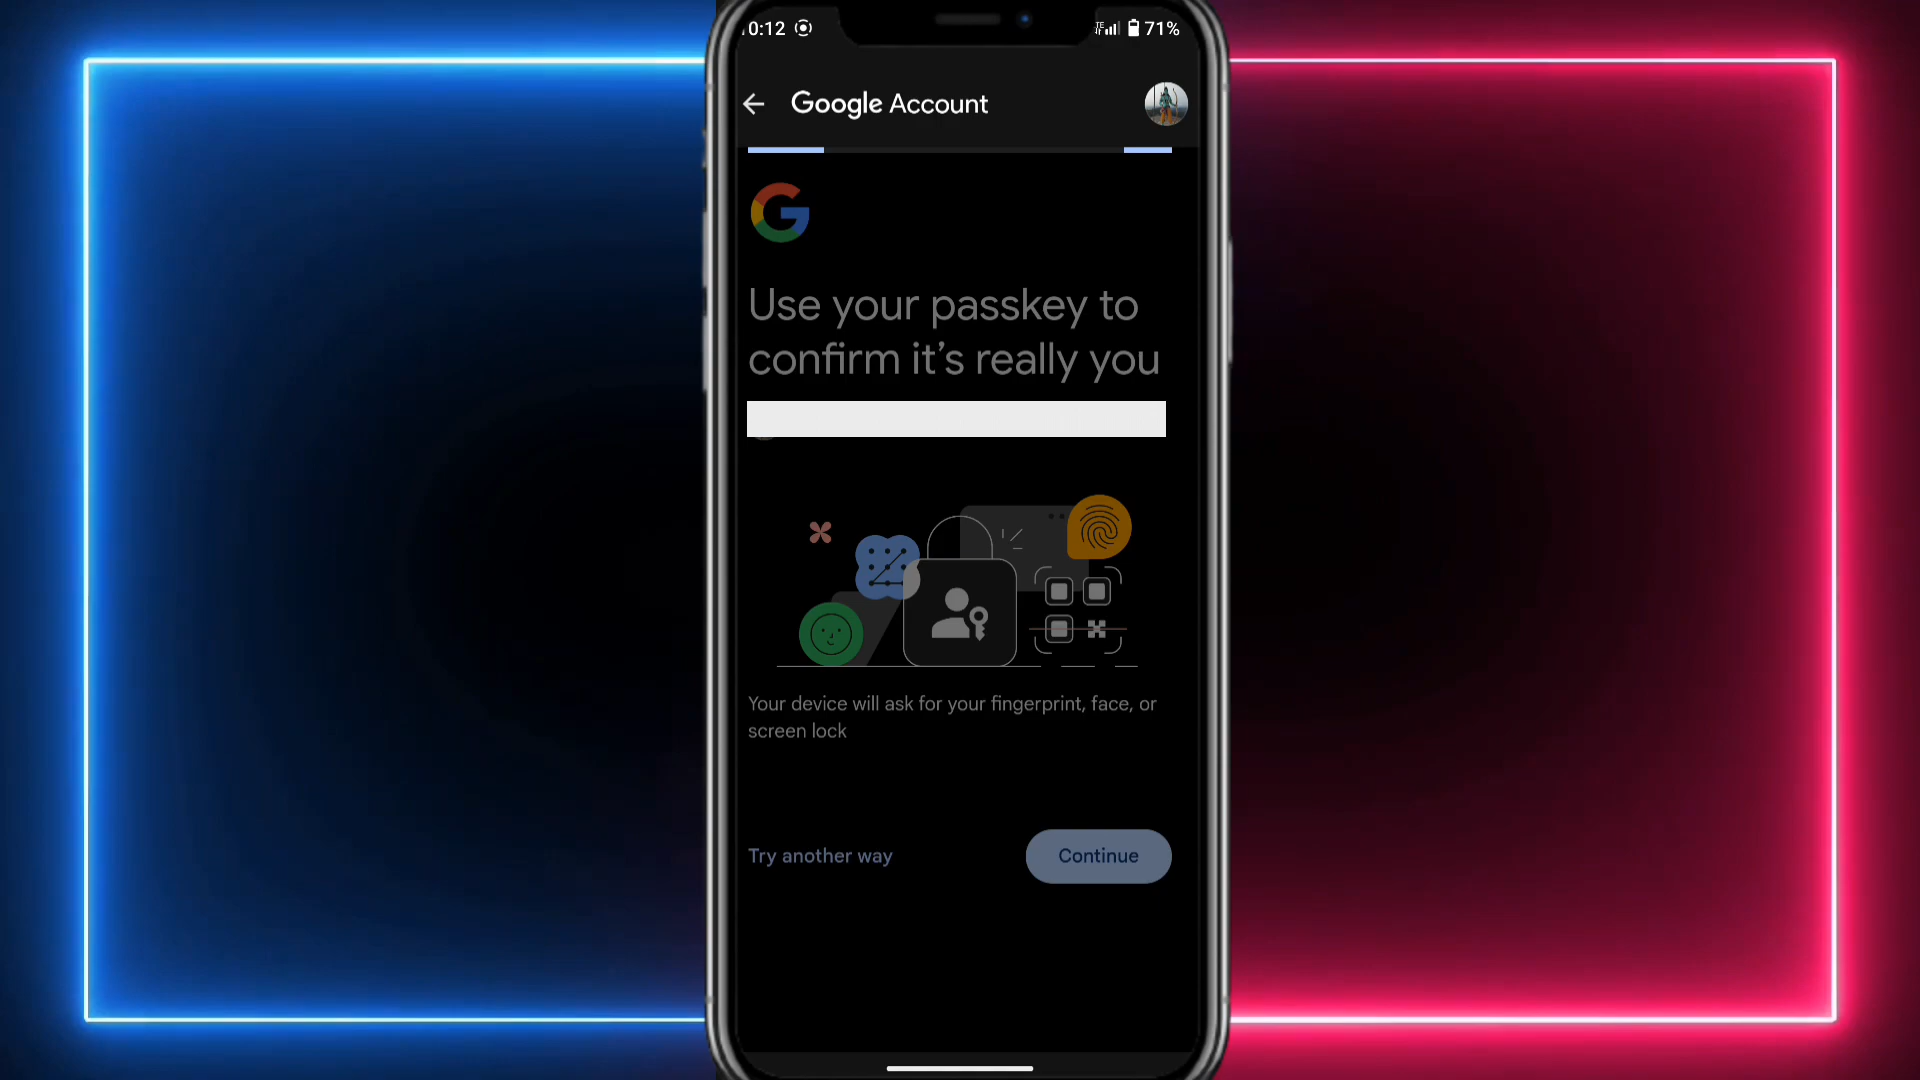 0:12 71%
Google Account
Use your passkey to
confirm it's really you
Your device will ask for your fingerprint, face, or
screen lock
Try another way
Continue